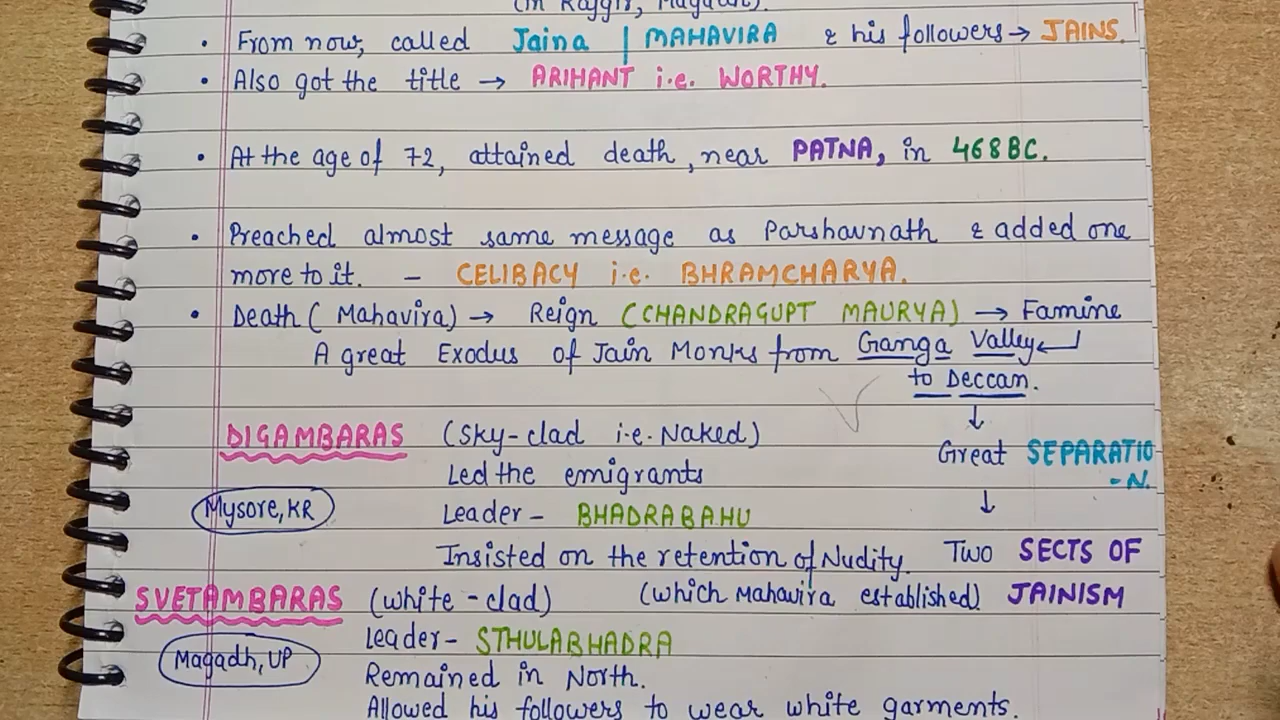 (in Rajgir, Magadh).
• From now, called Jaina | MAHAVIRA & his followers → JAINS.
• Also got the title → ARIHANT i.e. WORTHY.
• At the age of 72, attained death, near PATNA, in 468 BC.
• Preached almost same message as Parshavnath & added one
more to it. – CELIBACY i.e. BHRAMCHARYA.
• Death (Mahavira) → Reign (CHANDRAGUPT MAURYA) → Famine
A great Exodus of Jain Monks from Ganga Valley
to Deccan.
↓
DIGAMBARAS (Sky-clad i.e. Naked)
Great SEPARATIO
-N.
Led the emigrants
↓
Mysore, KR
Leader – BHADRABAHU
Insisted on the retention of Nudity. Two SECTS OF
SVETAMBARAS (white-clad) (which Mahavira established) JAINISM
Leader – STHULABHADRA
Magadh, UP
Remained in North.
Allowed his followers to wear white garments.